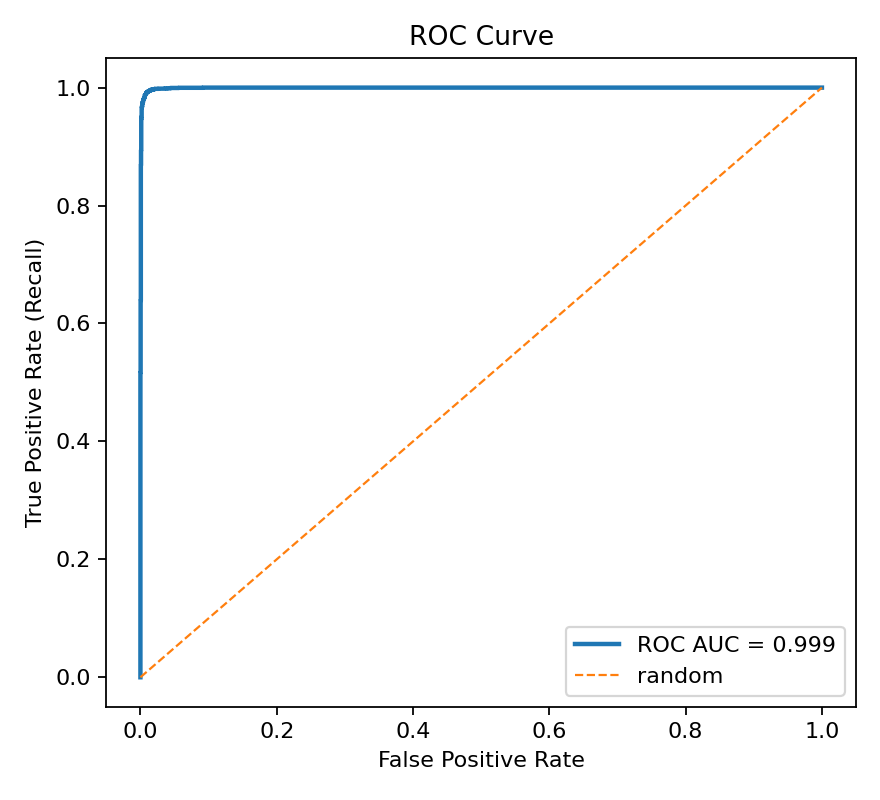 ROC Curve
True Positive Rate (Recall)
1.0
0.8
0.6
0.4
0.2
0.0
ROC AUC = 0.999
random
0.0 0.2 0.4 0.6 0.8 1.0
False Positive Rate